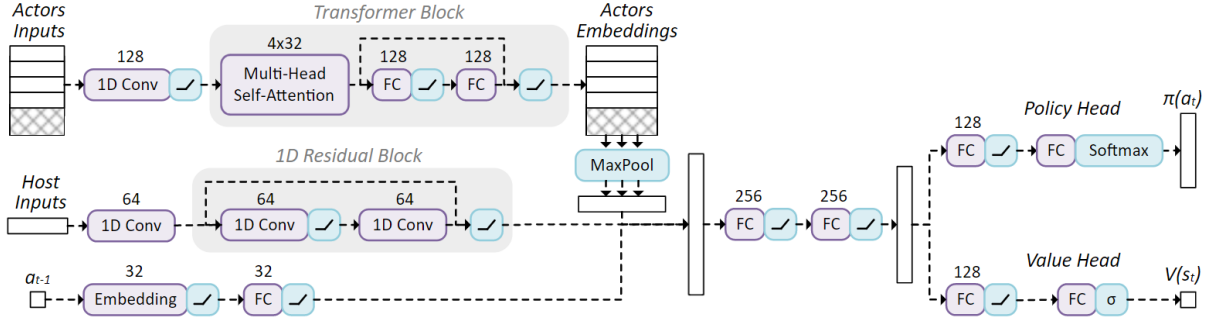 Actors
Inputs
128
1D Conv
Transformer Block
4x32
Multi-Head
Self-Attention
128
FC
128
FC
Actors
Embeddings
MaxPool
Host
Inputs
64
1D Conv
1D Residual Block
64
1D Conv
64
1D Conv
a t-1
32
Embedding
32
FC
256
FC
256
FC
Policy Head
π(at)
128
FC
FC
Softmax
Value Head
V(st)
128
FC
FC
σ